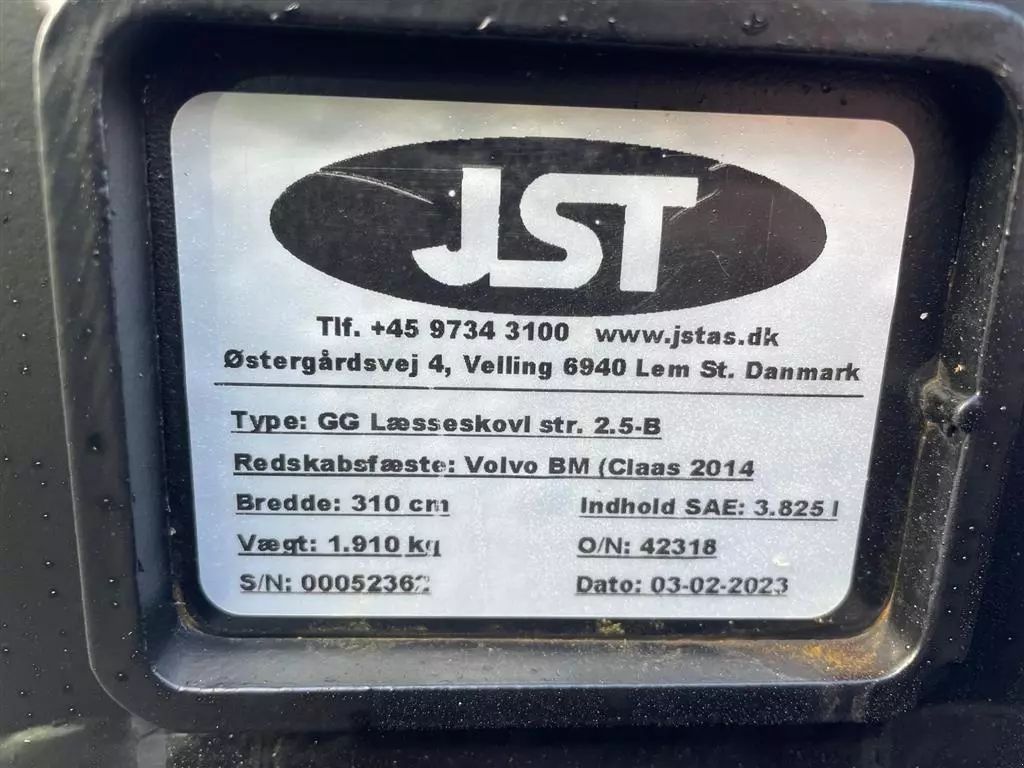 JST
Tlf. +45 9734 3100 www.jstas.dk
Østergårdsvej 4, Velling 6940 Lem St. Danmark
Type: GG Læsseskovl str. 2.5-B
Redskabsfæste: Volvo BM (Claas 2014
Bredde: 310 cm Indhold SAE: 3.825 l
Vægt: 1.910 kg O/N: 42318
S/N: 00052362 Dato: 03-02-2023